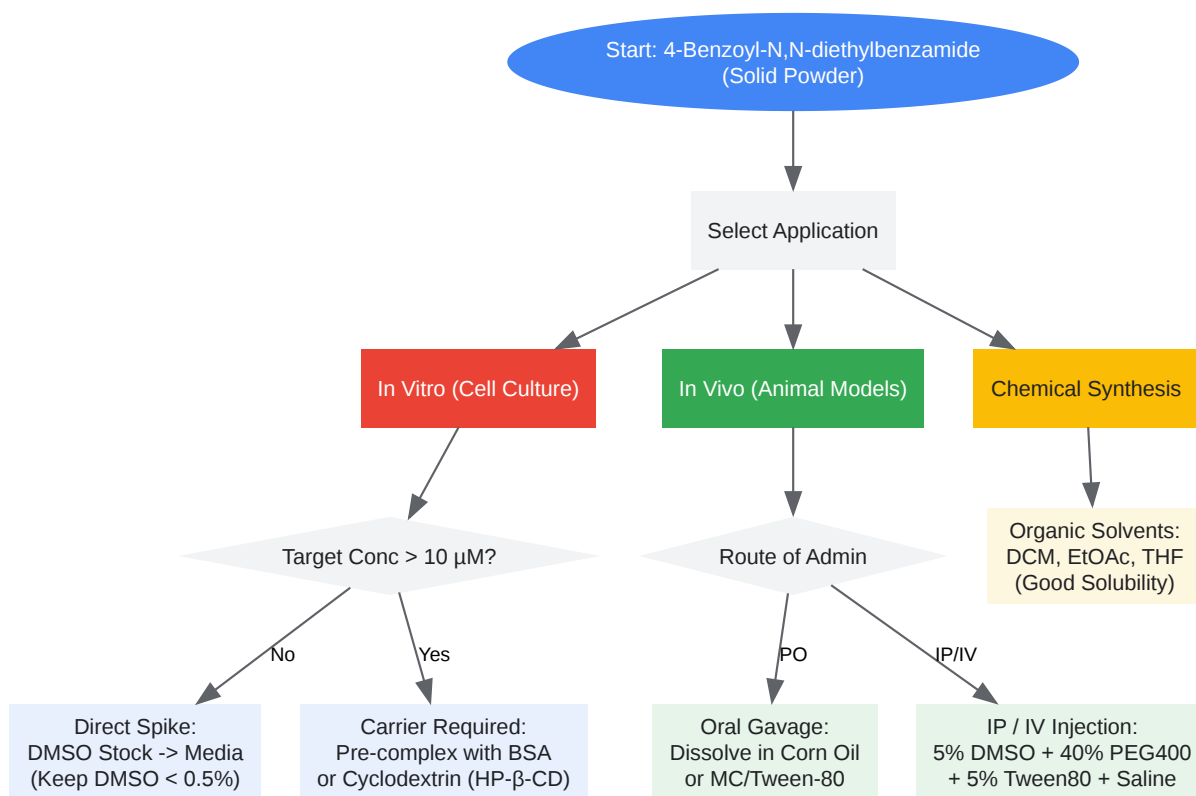 Start: 4-Benzoyl-N,N-diethylbenzamide
(Solid Powder)
Select Application
In Vitro (Cell Culture)
In Vivo (Animal Models)
Chemical Synthesis
Target Conc > 10 µM?
Route of Admin
Organic Solvents:
DCM, EtOAc, THF
(Good Solubility)
No
Yes
PO
IP/IV
Direct Spike:
DMSO Stock -> Media
(Keep DMSO < 0.5%)
Carrier Required:
Pre-complex with BSA
or Cyclodextrin (HP-β-CD)
Oral Gavage:
Dissolve in Corn Oil
or MC/Tween-80
IP / IV Injection:
5% DMSO + 40% PEG400
+ 5% Tween80 + Saline